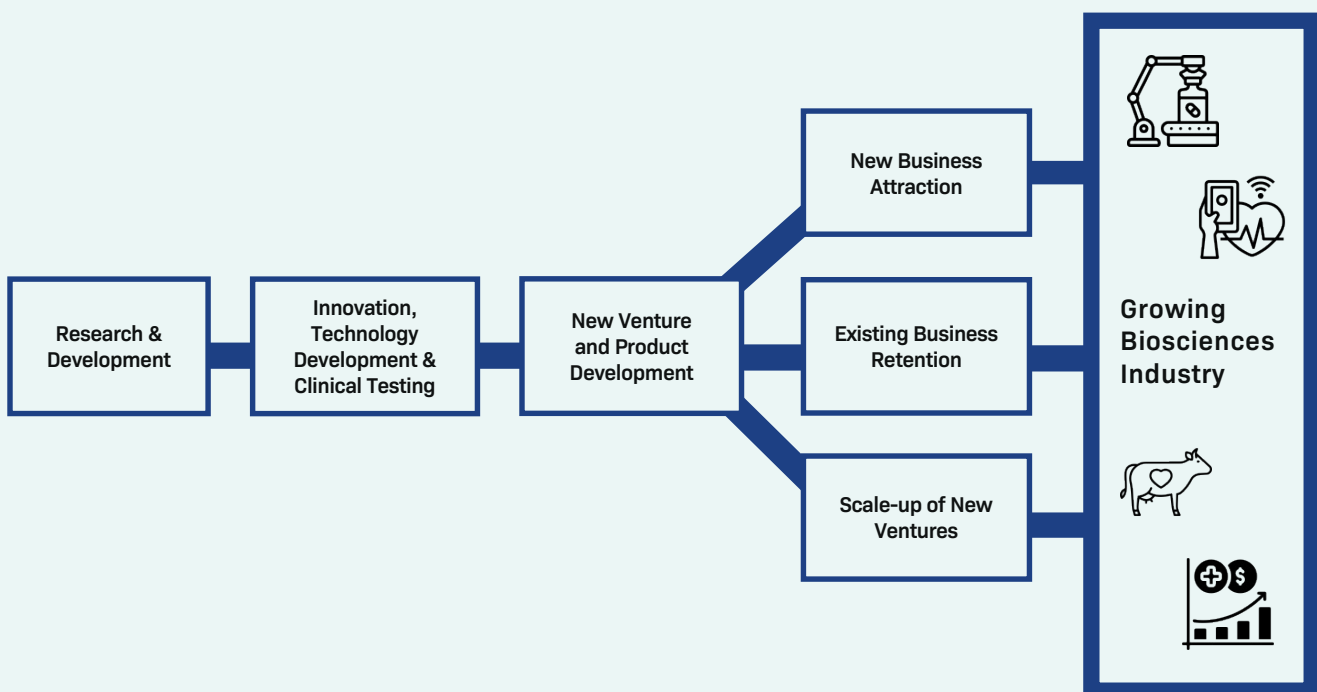 Research &
Development
Innovation,
Technology
Development &
Clinical Testing
New Venture
and Product
Development
New Business
Attraction
Existing Business
Retention
Scale-up of New
Ventures
Growing
Biosciences
Industry
$